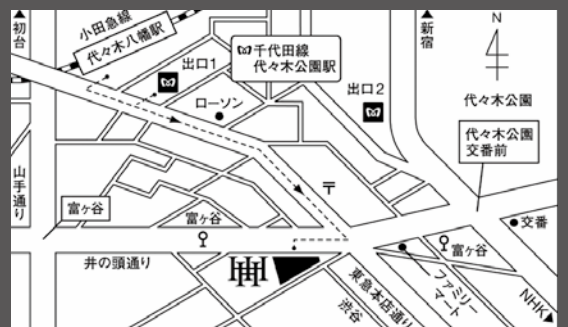 ▲初台
小田急線
代々木八幡駅
出口1
千代田線
代々木公園駅
▲新宿
N
代々木公園
出口2
ローソン
代々木公園
交番前
山手通り
〒
富ヶ谷
富ヶ谷
交番
富ヶ谷
井の頭通り
HH
ファミリー
マート
東急本店通り
渋谷
NHK▲